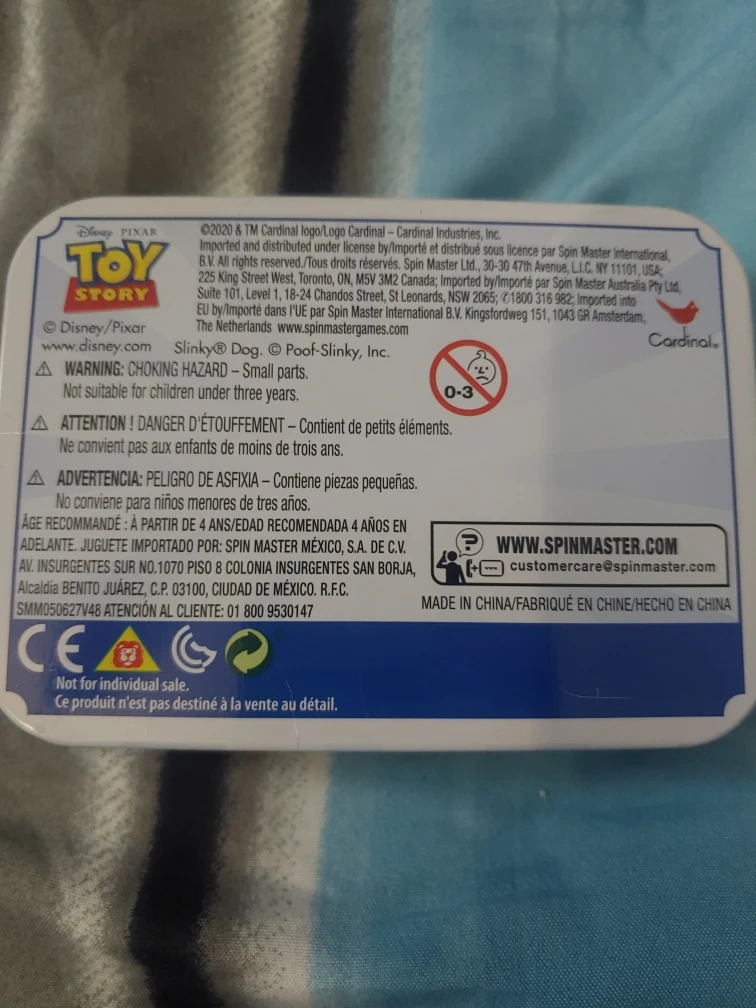 Disney PIXAR
TOY
STORY
© Disney/Pixar
www.disney.com
©2020 & TM Cardinal logo/Logo Cardinal – Cardinal Industries, Inc.
Imported and distributed under license by/Importé et distribué sous licence par Spin Master International,
B.V. All rights reserved./Tous droits réservés. Spin Master Ltd., 30-30 47th Avenue, L.I.C. NY 11101, USA;
225 King Street West, Toronto, ON, M5V 3M2 Canada; Imported by/Importé par Spin Master Australia Pty Ltd,
Suite 101, Level 1, 18-24 Chandos Street, St Leonards, NSW 2065; ✆1800 316 982; Imported into
EU by/Importé dans l'UE par Spin Master International B.V. Kingsfordweg 151, 1043 GR Amsterdam,
The Netherlands www.spinmastergames.com
Slinky® Dog. © Poof-Slinky, Inc.
Cardinal®
⚠ WARNING: CHOKING HAZARD – Small parts.
Not suitable for children under three years.
0-3
⚠ ATTENTION ! DANGER D'ÉTOUFFEMENT – Contient de petits éléments.
Ne convient pas aux enfants de moins de trois ans.
⚠ ADVERTENCIA: PELIGRO DE ASFIXIA – Contiene piezas pequeñas.
No conviene para niños menores de tres años.
ÂGE RECOMMANDÉ : À PARTIR DE 4 ANS/EDAD RECOMENDADA 4 AÑOS EN
ADELANTE. JUGUETE IMPORTADO POR: SPIN MASTER MÉXICO, S.A. DE C.V.
AV. INSURGENTES SUR NO.1070 PISO 8 COLONIA INSURGENTES SAN BORJA,
Alcaldía BENITO JUÁREZ, C.P. 03100, CIUDAD DE MÉXICO. R.F.C.
SMM050627V48 ATENCIÓN AL CLIENTE: 01 800 9530147
? WWW.SPINMASTER.COM
customercare@spinmaster.com
MADE IN CHINA/FABRIQUÉ EN CHINE/HECHO EN CHINA
CE
Not for individual sale.
Ce produit n'est pas destiné à la vente au détail.